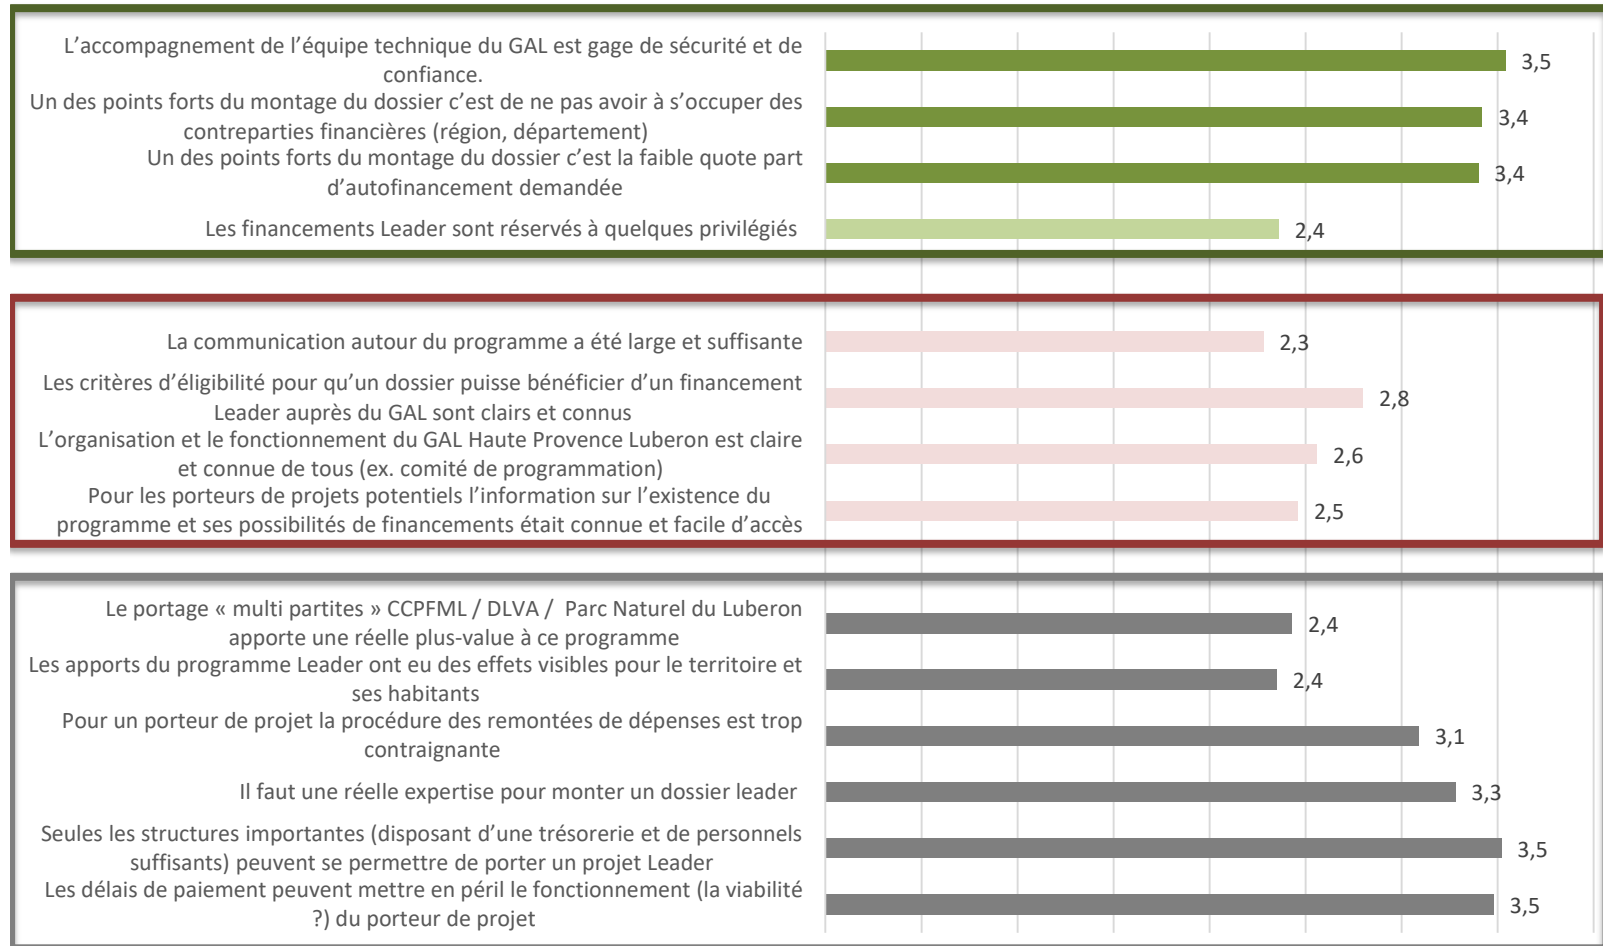 L’accompagnement de l’équipe technique du GAL est gage de sécurité et de
confiance.
3,5
Un des points forts du montage du dossier c’est de ne pas avoir à s’occuper des
contreparties financières (région, département)
3,4
Un des points forts du montage du dossier c’est la faible quote part
d’autofinancement demandée
3,4
Les financements Leader sont réservés à quelques privilégiés
2,4
La communication autour du programme a été large et suffisante
2,3
Les critères d’éligibilité pour qu’un dossier puisse bénéficier d’un financement
Leader auprès du GAL sont clairs et connus
2,8
L’organisation et le fonctionnement du GAL Haute Provence Luberon est claire
et connue de tous (ex. comité de programmation)
2,6
Pour les porteurs de projets potentiels l’information sur l’existence du
programme et ses possibilités de financements était connue et facile d’accès
2,5
Le portage « multi partites » CCPFML / DLVA / Parc Naturel du Luberon
apporte une réelle plus-value à ce programme
2,4
Les apports du programme Leader ont eu des effets visibles pour le territoire et
ses habitants
2,4
Pour un porteur de projet la procédure des remontées de dépenses est trop
contraignante
3,1
Il faut une réelle expertise pour monter un dossier leader
3,3
Seules les structures importantes (disposant d’une trésorerie et de personnels
suffisants) peuvent se permettre de porter un projet Leader
3,5
Les délais de paiement peuvent mettre en péril le fonctionnement (la viabilité
?) du porteur de projet
3,5